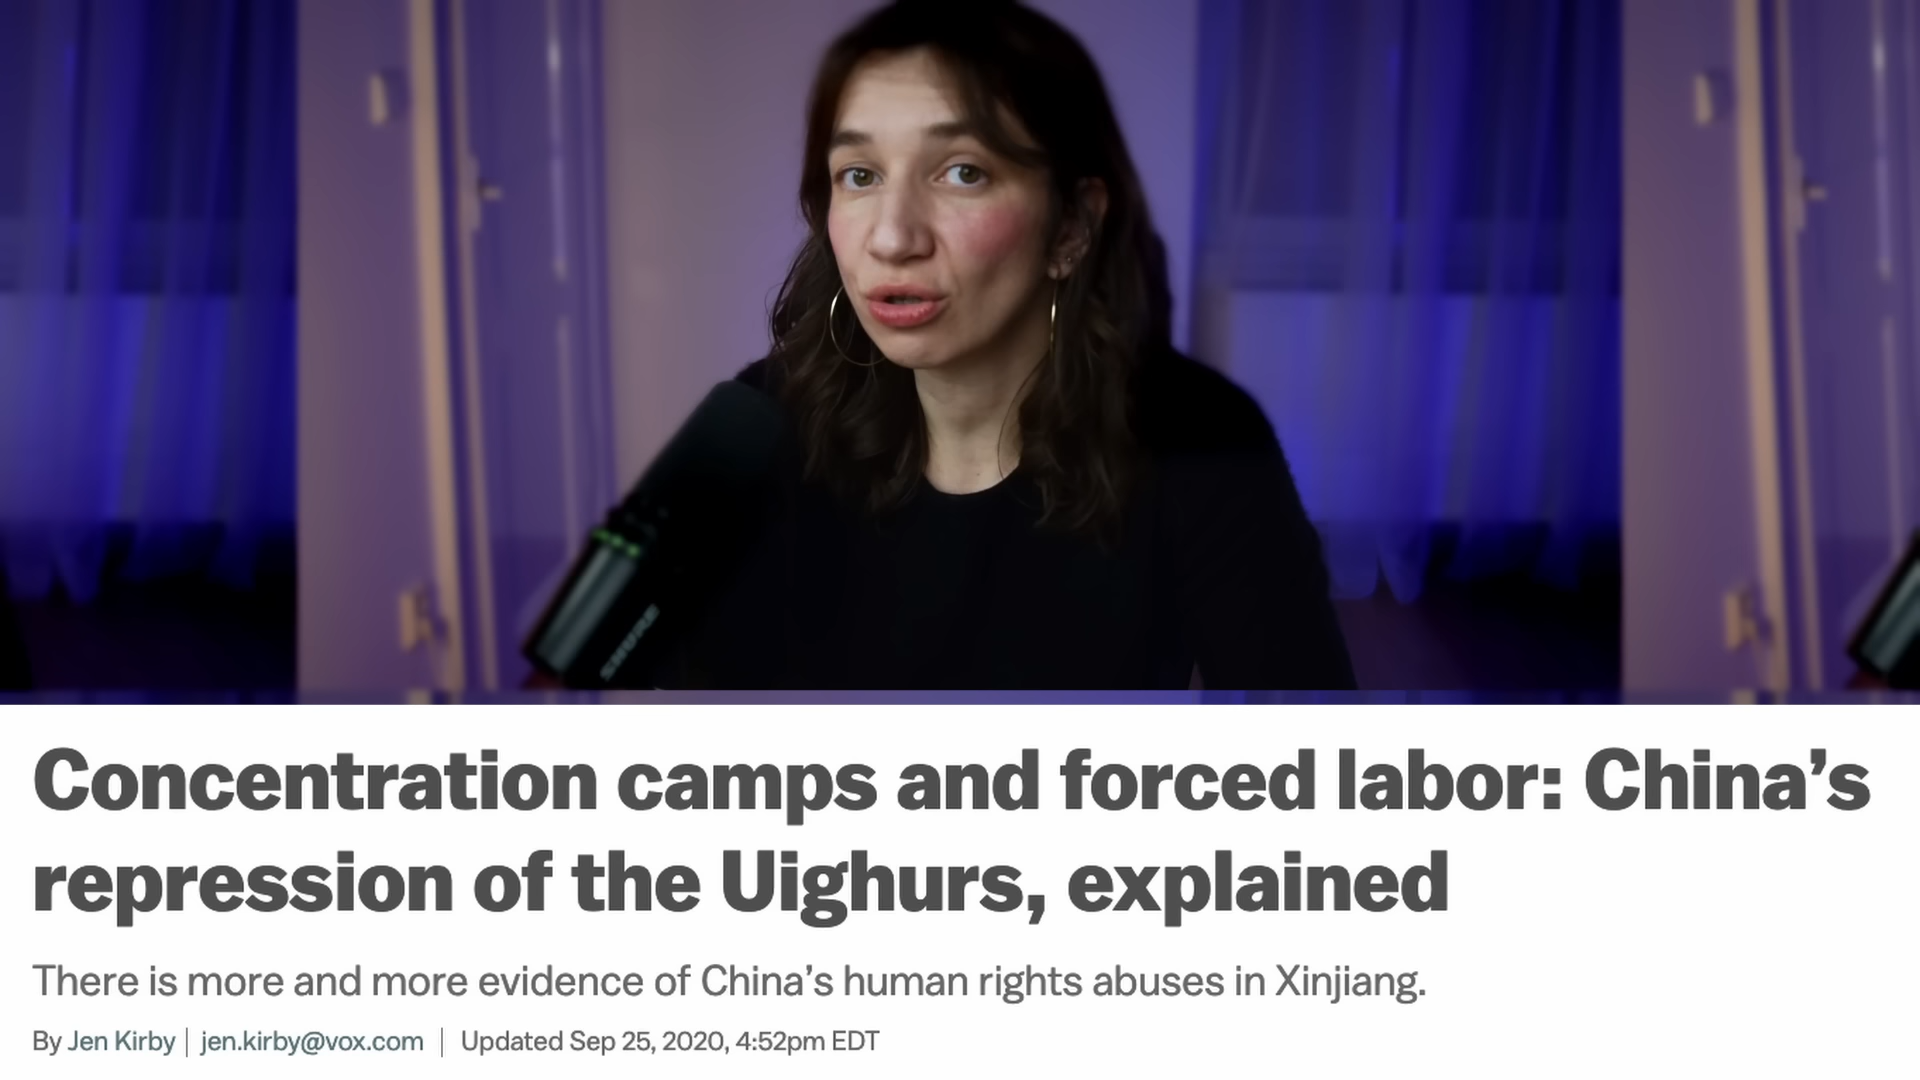 SHURE
Concentration camps and forced labor: China’s
repression of the Uighurs, explained
There is more and more evidence of China’s human rights abuses in Xinjiang.
By Jen Kirby | jen.kirby@vox.com | Updated Sep 25, 2020, 4:52pm EDT